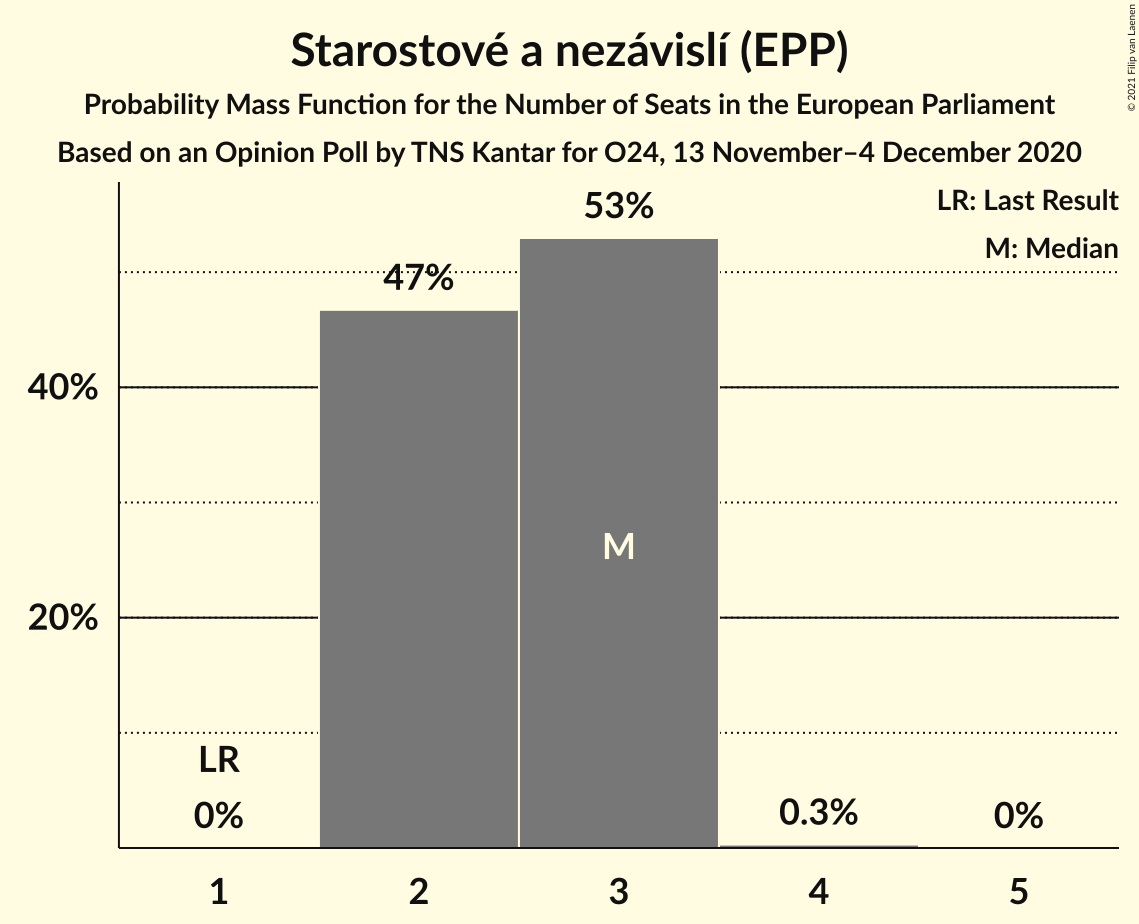 Starostové a nezávislí (EPP)
Probability Mass Function for the Number of Seats in the European Parliament
Based on an Opinion Poll by TNS Kantar for O24, 13 November–4 December 2020
© 2021 Filip van Laenen
LR: Last Result
M: Median
53%
47%
40%
M
20%
LR
0%
0.3%
0%
1 2 3 4 5